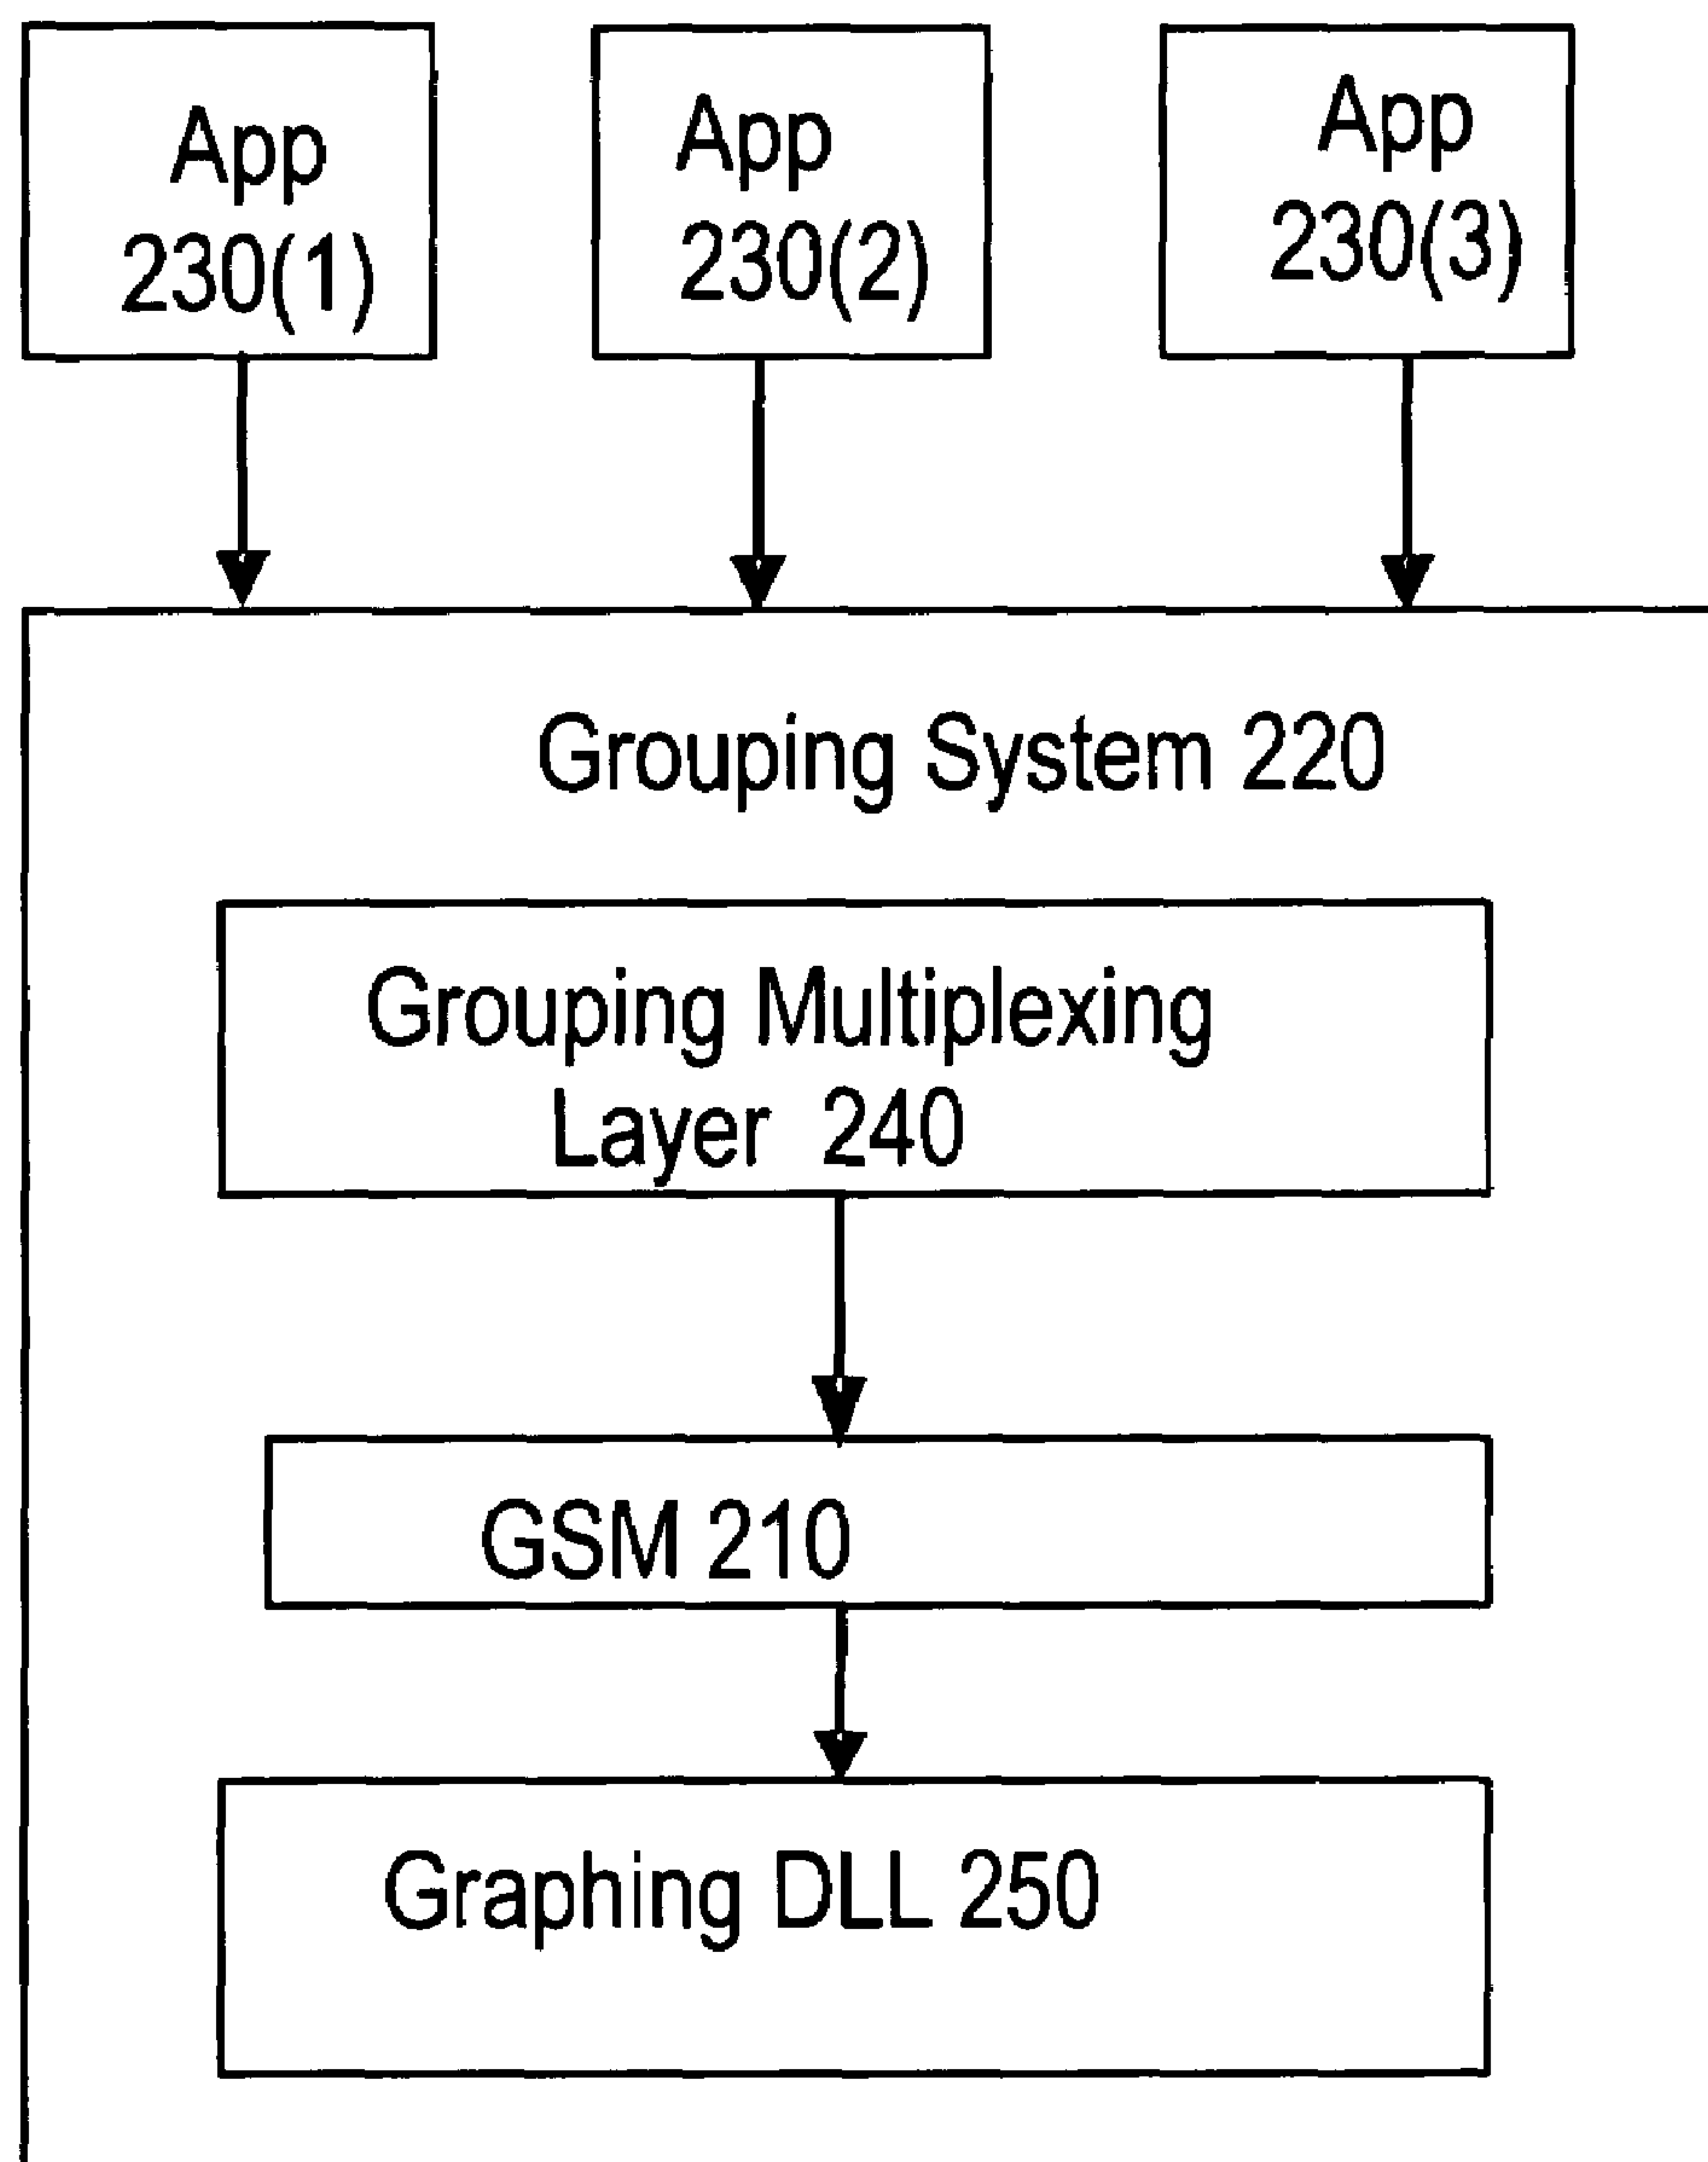 App
230(1)
App
230(2)
App
230(3)
Grouping System 220
Grouping Multiplexing
Layer 240
GSM 210
Graphing DLL 250